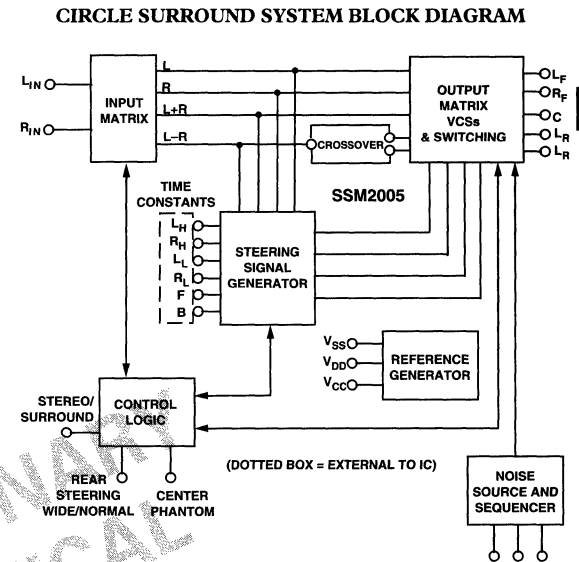 CIRCLE SURROUND SYSTEM BLOCK DIAGRAM
L
R
L+R
L–R
LIN
RIN
INPUT
MATRIX
OUTPUT
MATRIX
VCSs
& SWITCHING
LF
RF
C
LR
LR
CROSSOVER
SSM2005
TIME
CONSTANTS
LH
RH
LL
RL
F
B
STEERING
SIGNAL
GENERATOR
VSS
VDD
VCC
REFERENCE
GENERATOR
STEREO/
SURROUND
CONTROL
LOGIC
REAR
STEERING
WIDE/NORMAL
CENTER
PHANTOM
(DOTTED BOX = EXTERNAL TO IC)
NOISE
SOURCE AND
SEQUENCER